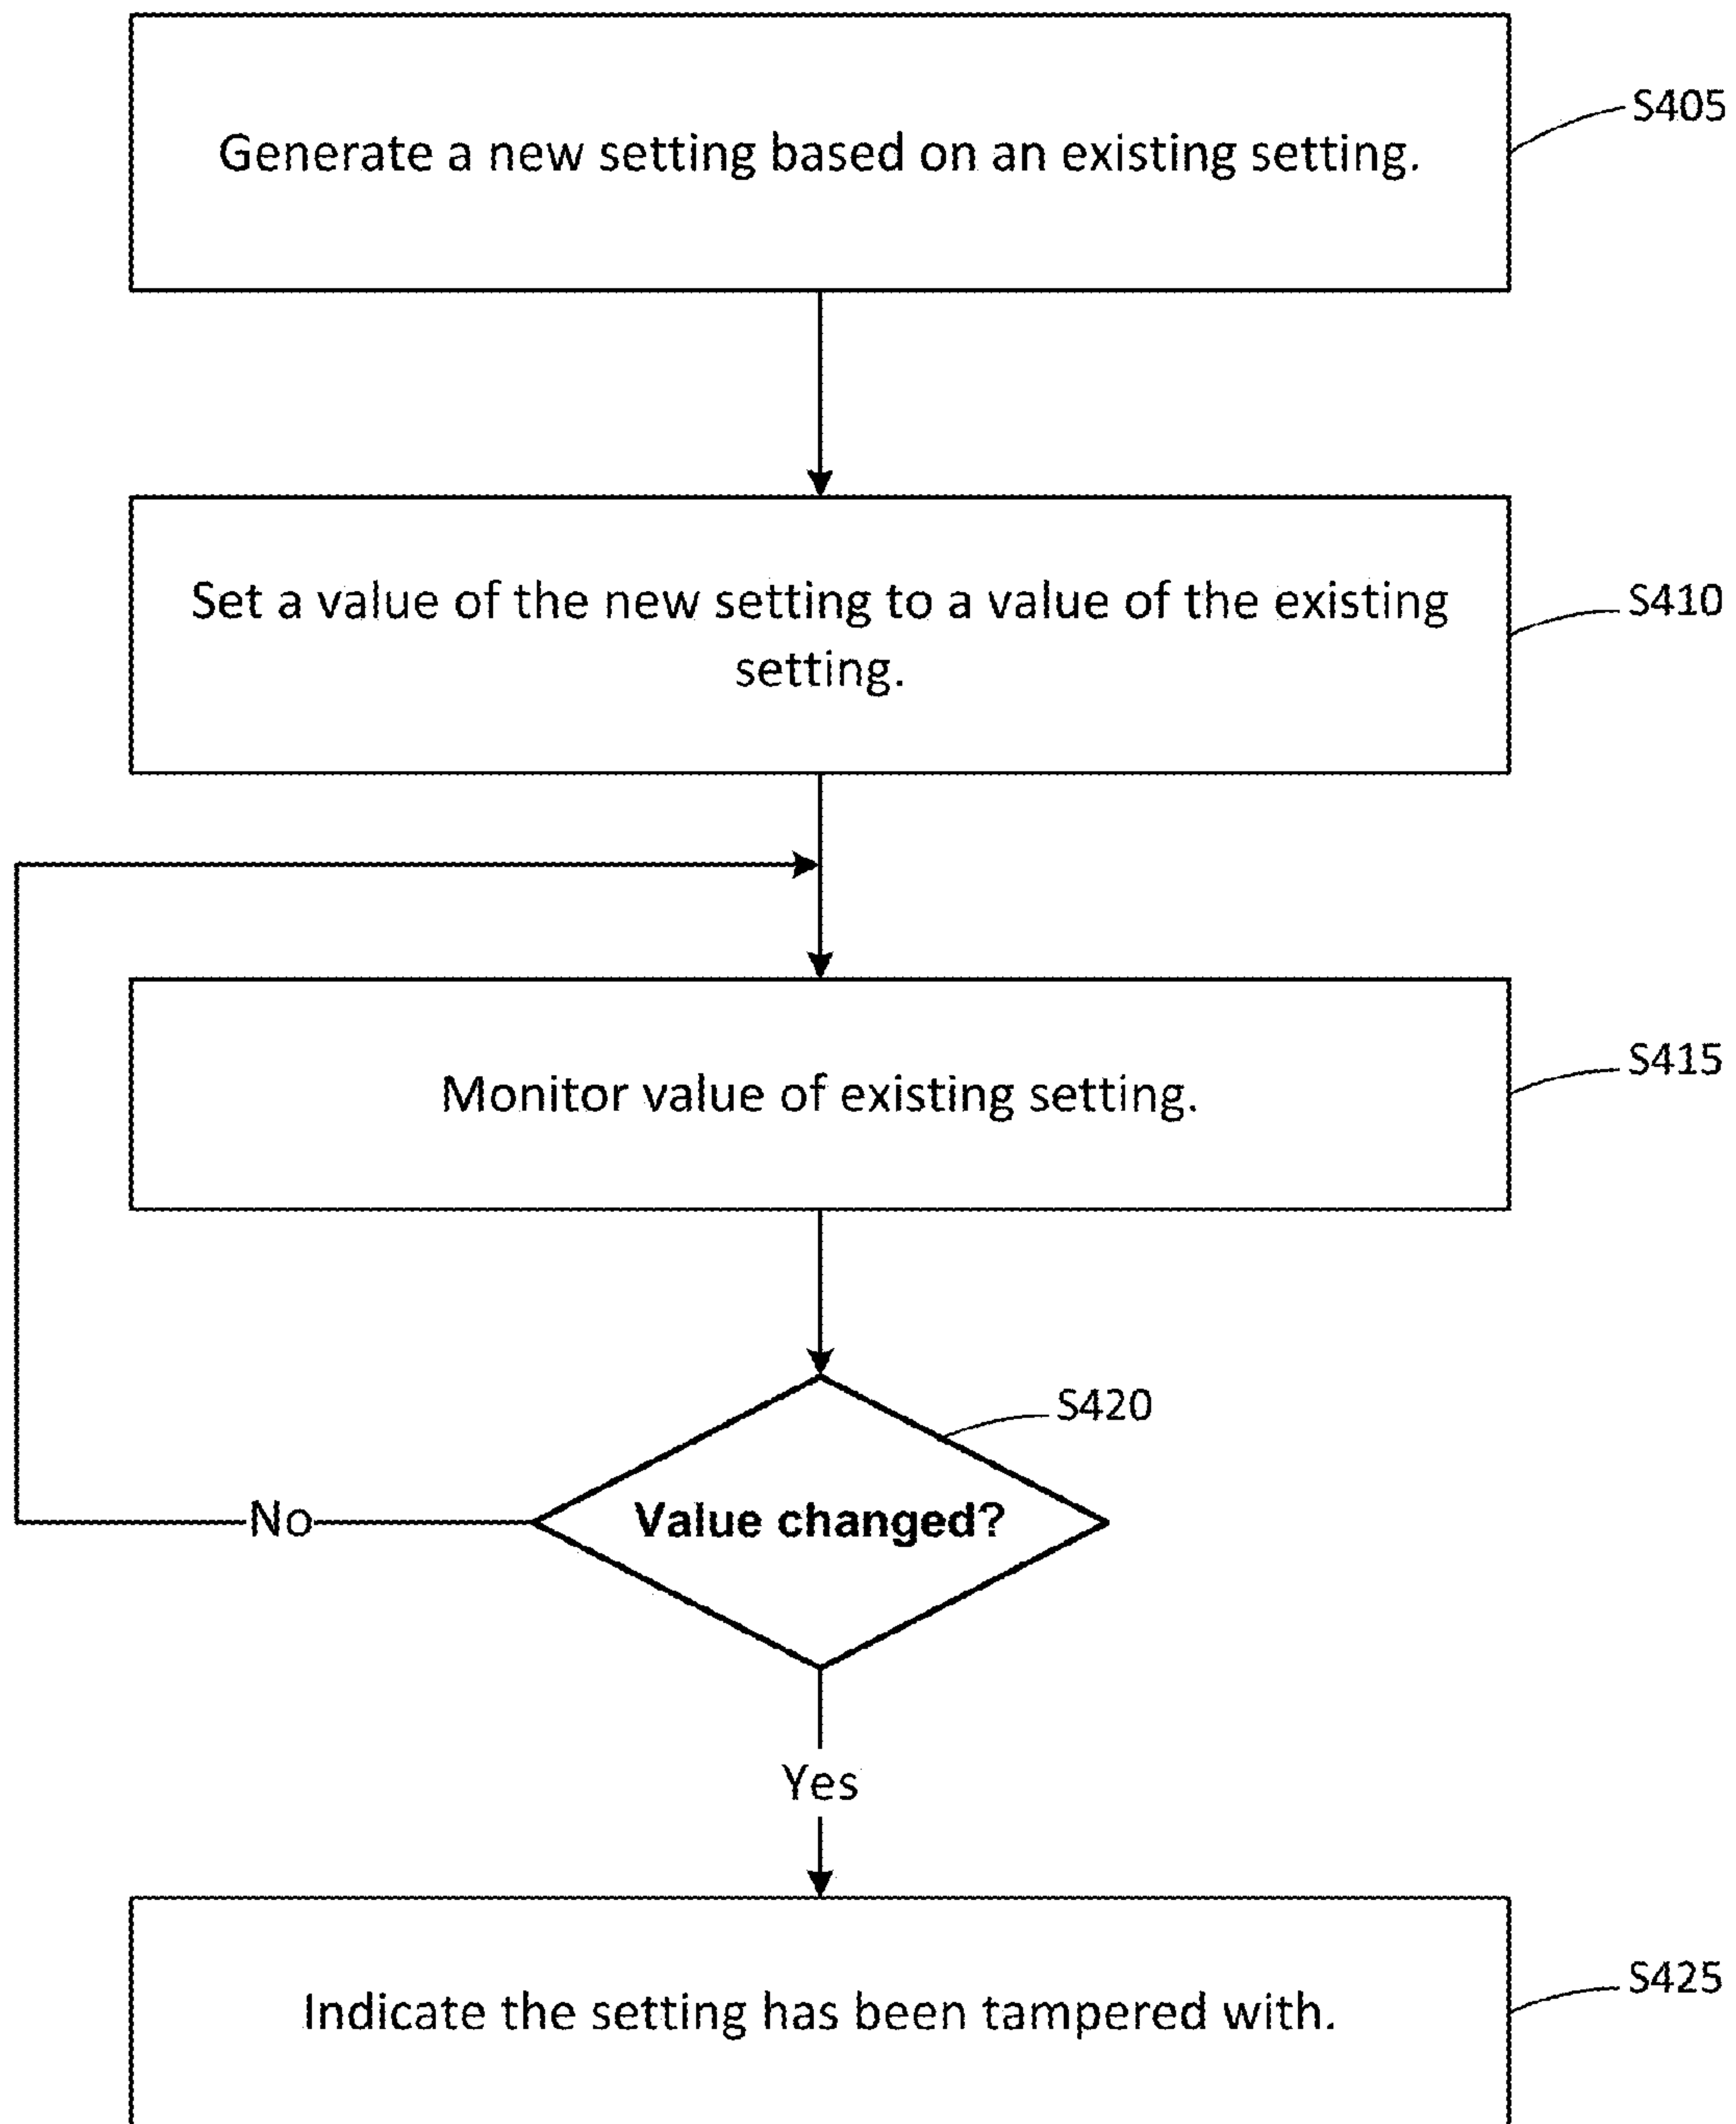 Generate a new setting based on an existing setting.
S405
Set a value of the new setting to a value of the existing
setting.
S410
Monitor value of existing setting.
S415
S420
Value changed?
No
Yes
Indicate the setting has been tampered with.
S425